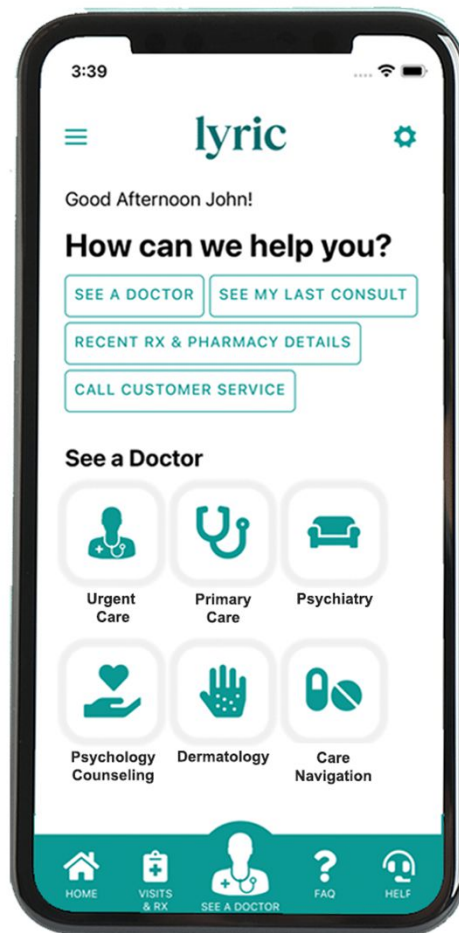 3:39
lyric
Good Afternoon John!
How can we help you?
SEE A DOCTOR
SEE MY LAST CONSULT
RECENT RX & PHARMACY DETAILS
CALL CUSTOMER SERVICE
See a Doctor
Urgent
Care
Primary
Care
Psychiatry
Psychology
Counseling
Dermatology
Care
Navigation
HOME
VISITS
& RX
SEE A DOCTOR
FAQ
HELP